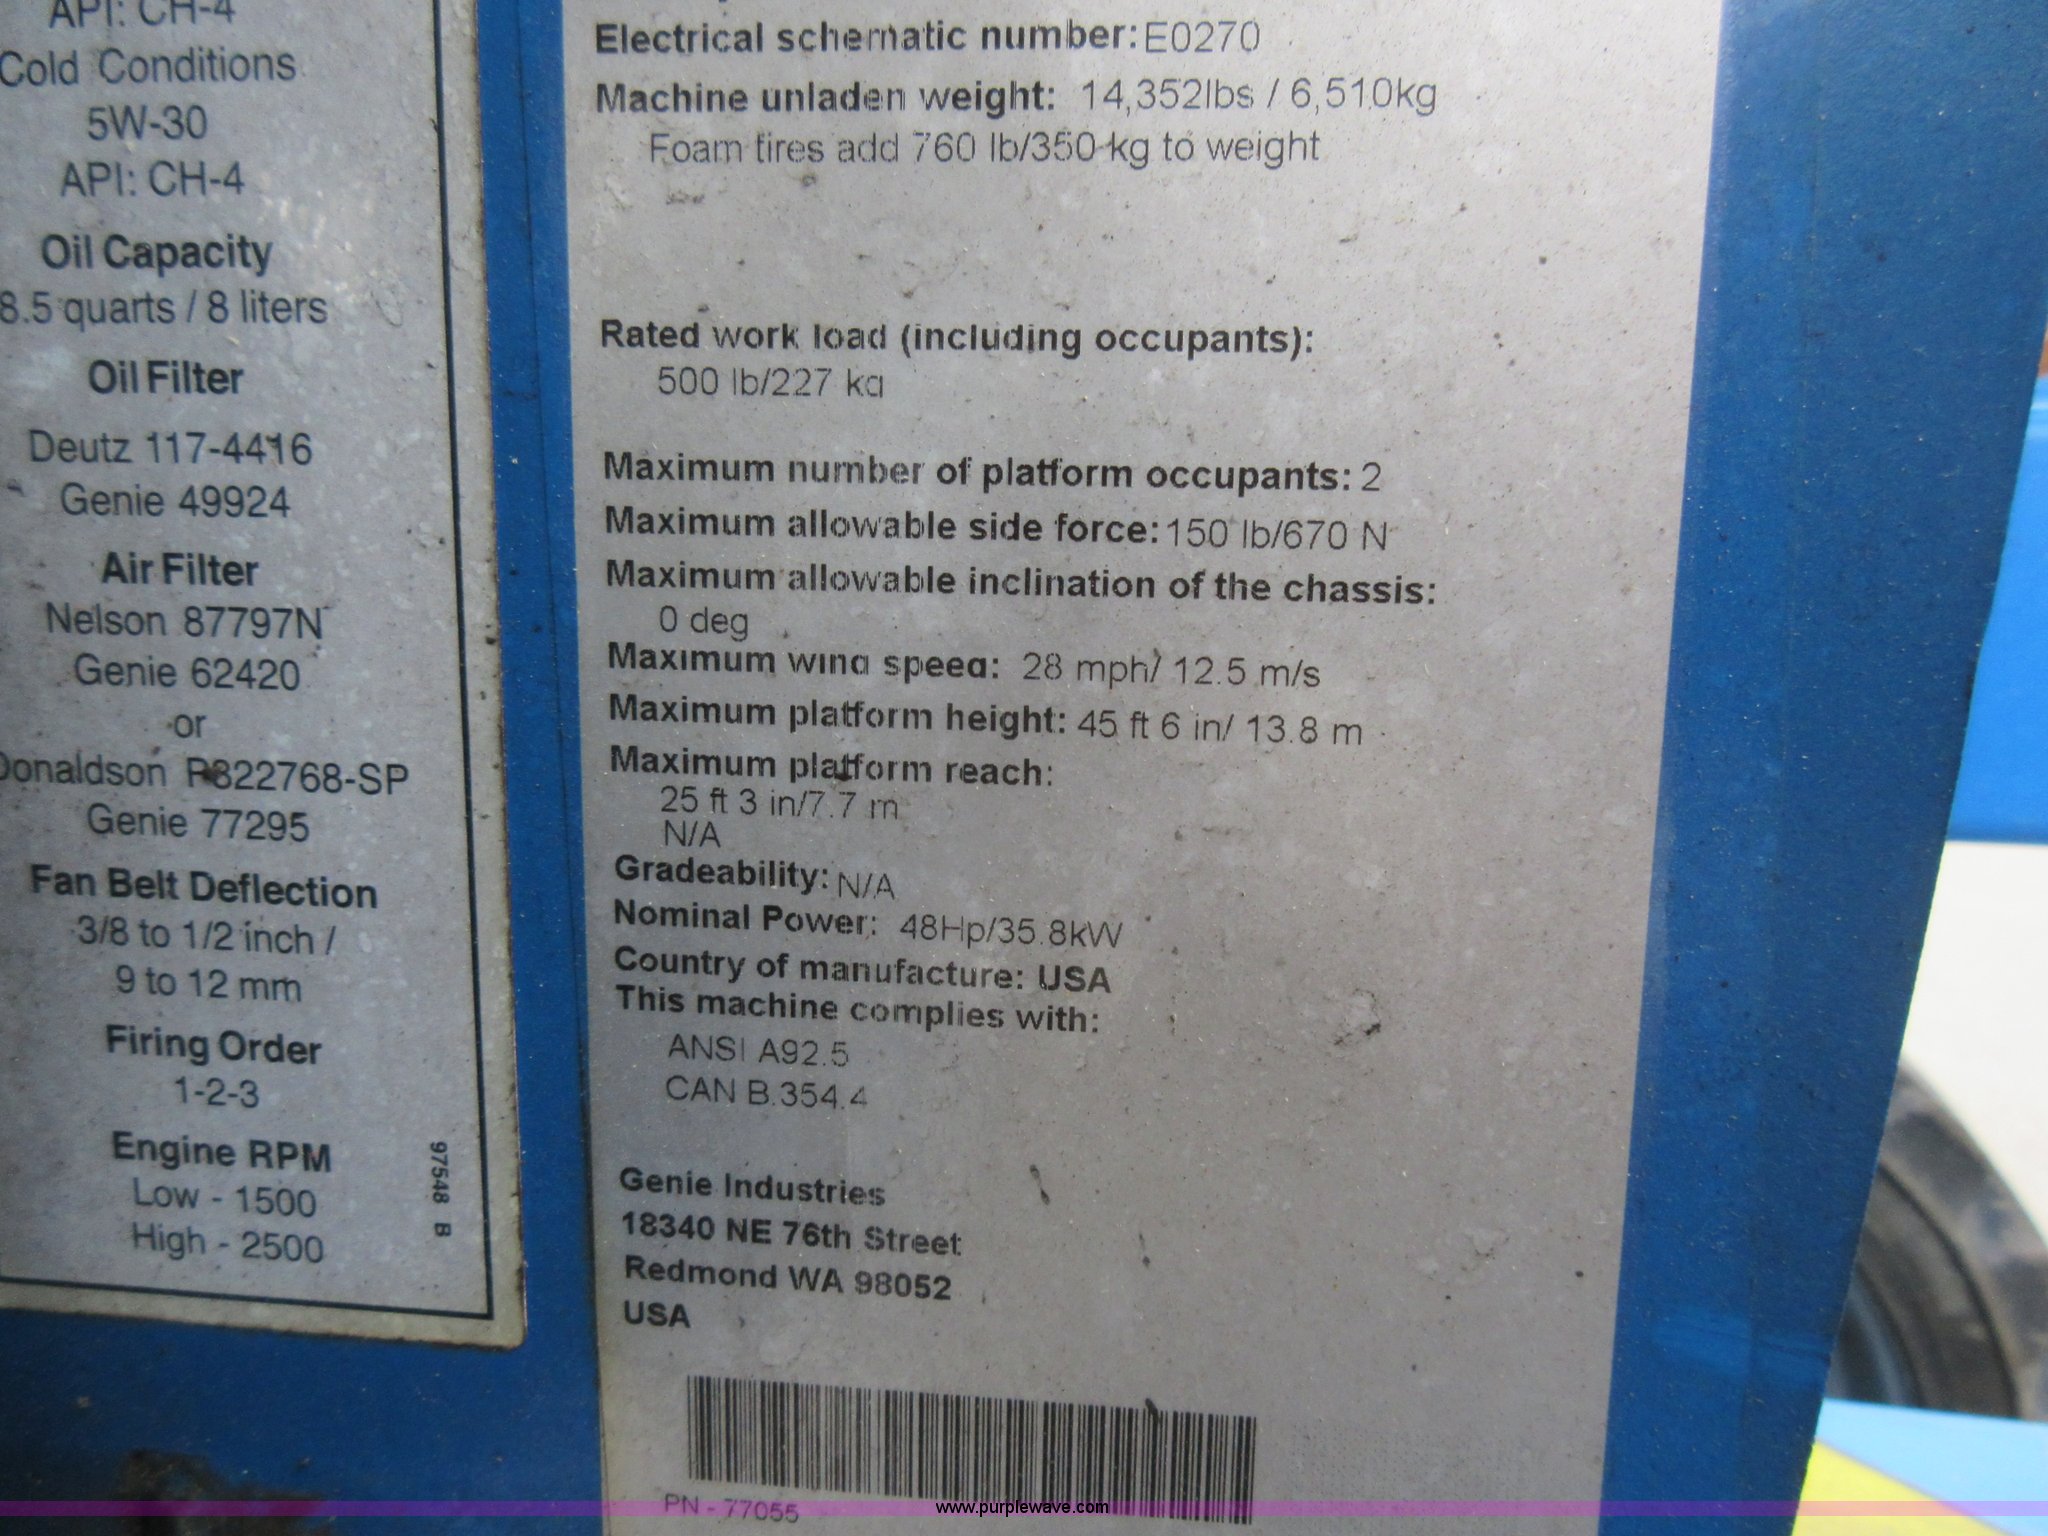 API: CH-4
Cold Conditions
5W-30
API: CH-4
Oil Capacity
8.5 quarts / 8 liters
Oil Filter
Deutz 117-4416
Genie 49924
Air Filter
Nelson 87797N
Genie 62420
or
Donaldson P822768-SP
Genie 77295
Fan Belt Deflection
3/8 to 1/2 inch /
9 to 12 mm
Firing Order
1-2-3
Engine RPM
Low - 1500
High - 2500
97548 B
Electrical schematic number: E0270
Machine unladen weight: 14,352lbs / 6,510kg
Foam tires add 760 lb/350 kg to weight
Rated work load (including occupants):
500 lb/227 kg
Maximum number of platform occupants: 2
Maximum allowable side force: 150 lb/670 N
Maximum allowable inclination of the chassis:
0 deg
Maximum wind speed: 28 mph/ 12.5 m/s
Maximum platform height: 45 ft 6 in/ 13.8 m
Maximum platform reach:
25 ft 3 in/7.7 m
N/A
Gradeability: N/A
Nominal Power: 48Hp/35.8kW
Country of manufacture: USA
This machine complies with:
ANSI A92.5
CAN B.354.4
Genie Industries
18340 NE 76th Street
Redmond WA 98052
USA
PN - 77055
www.purplewave.com